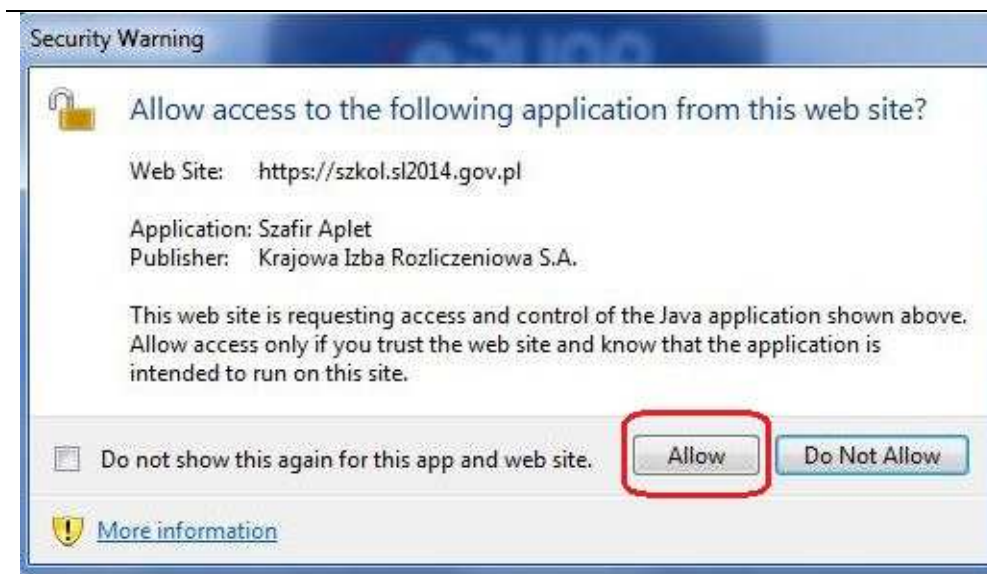 Security Warning
Allow access to the following application from this web site?
Web Site: https://szkol.sl2014.gov.pl
Application: Szafir Aplet
Publisher: Krajowa Izba Rozliczeniowa S.A.
This web site is requesting access and control of the Java application shown above.
Allow access only if you trust the web site and know that the application is
intended to run on this site.
Do not show this again for this app and web site.
Allow
Do Not Allow
More information